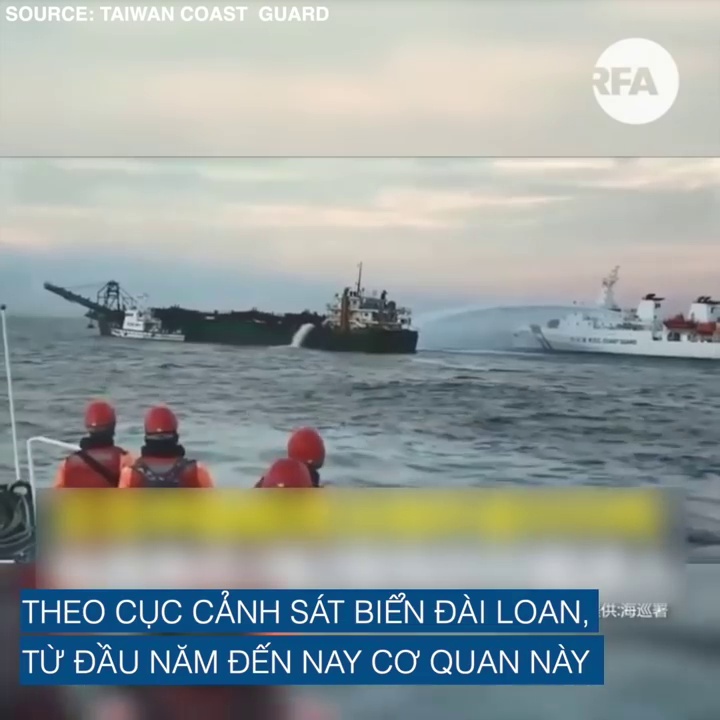 SOURCE: TAIWAN COAST GUARD
RFA
供:海巡署
THEO CỤC CẢNH SÁT BIỂN ĐÀI LOAN,
TỪ ĐẦU NĂM ĐẾN NAY CƠ QUAN NÀY